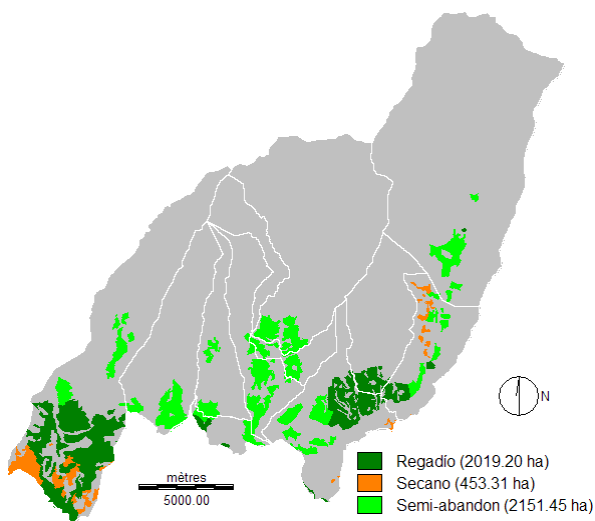 N
mètres
5000.00
Regadío (2019.20 ha)
Secano (453.31 ha)
Semi-abandon (2151.45 ha)